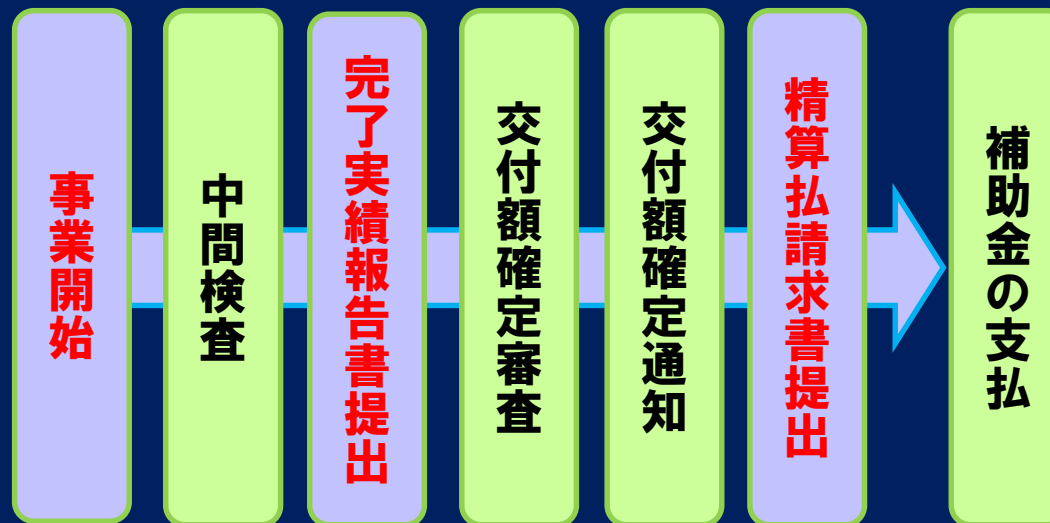 事業開始
中間検査
完了実績報告書提出
交付額確定審査
交付額確定通知
精算払請求書提出
補助金の支払